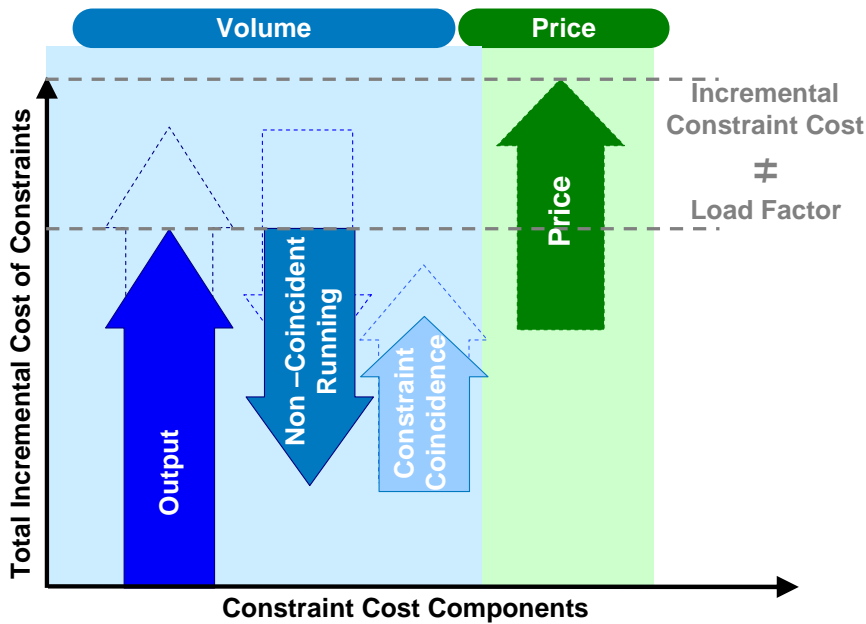 Volume
Price
Total Incremental Cost of Constraints
Output
Non –Coincident
Running
Constraint
Coincidence
Price
Incremental
Constraint Cost
≠
Load Factor
Constraint Cost Components